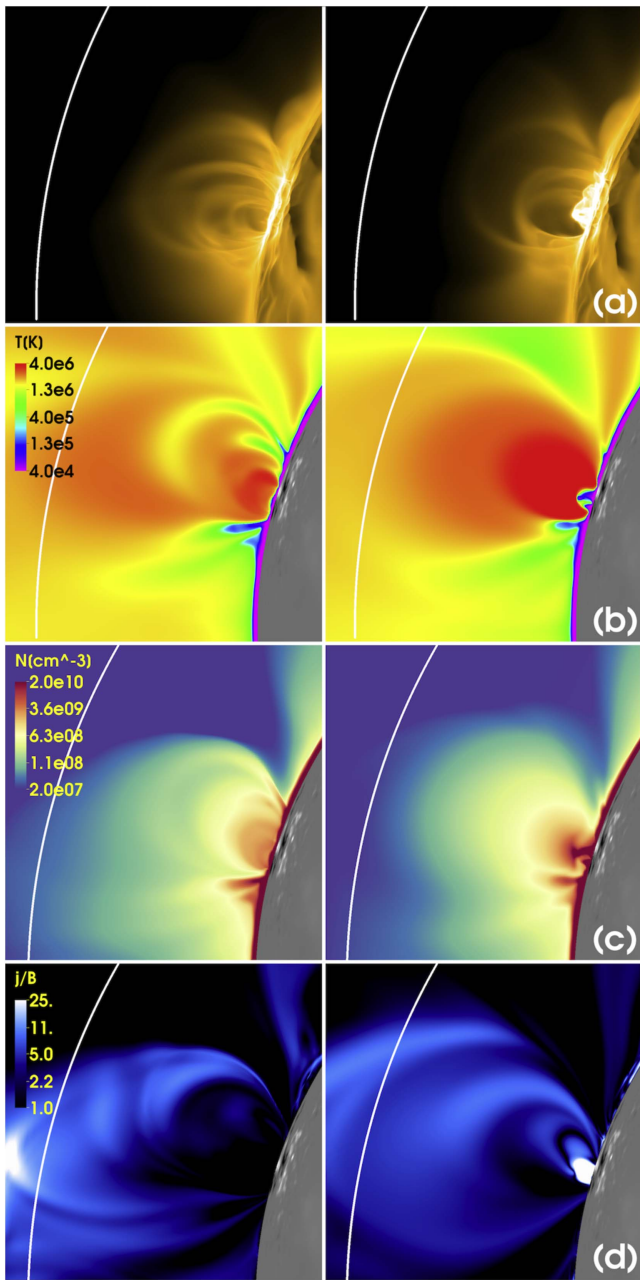 (a)
T[K]
4.0e6
1.3e6
4.0e5
1.3e5
4.0e4
(b)
N[cm^-3]
2.0e10
3.6e09
6.3e08
1.1e08
2.0e07
(c)
j/B
25.
11.
5.0
2.2
1.0
(d)